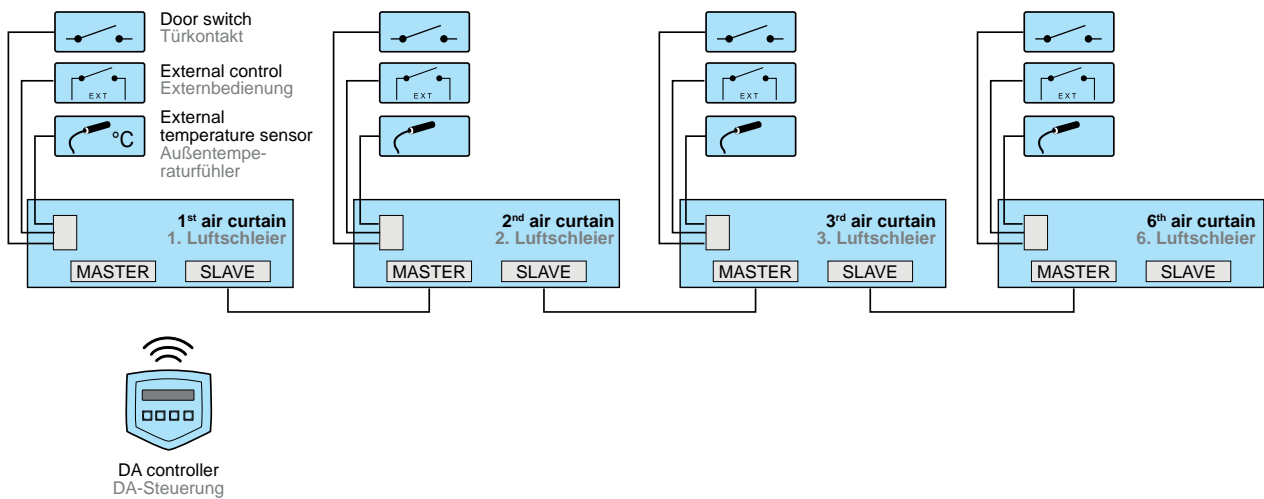 Door switch
Türkontakt
External control
Externbedienung
EXT
EXT
EXT
EXT
External
temperature sensor
Außentempe-
raturfühler
°C
1st air curtain
1. Luftschleier
MASTER
SLAVE
2nd air curtain
2. Luftschleier
MASTER
SLAVE
3rd air curtain
3. Luftschleier
MASTER
SLAVE
6th air curtain
6. Luftschleier
MASTER
SLAVE
DA controller
DA-Steuerung